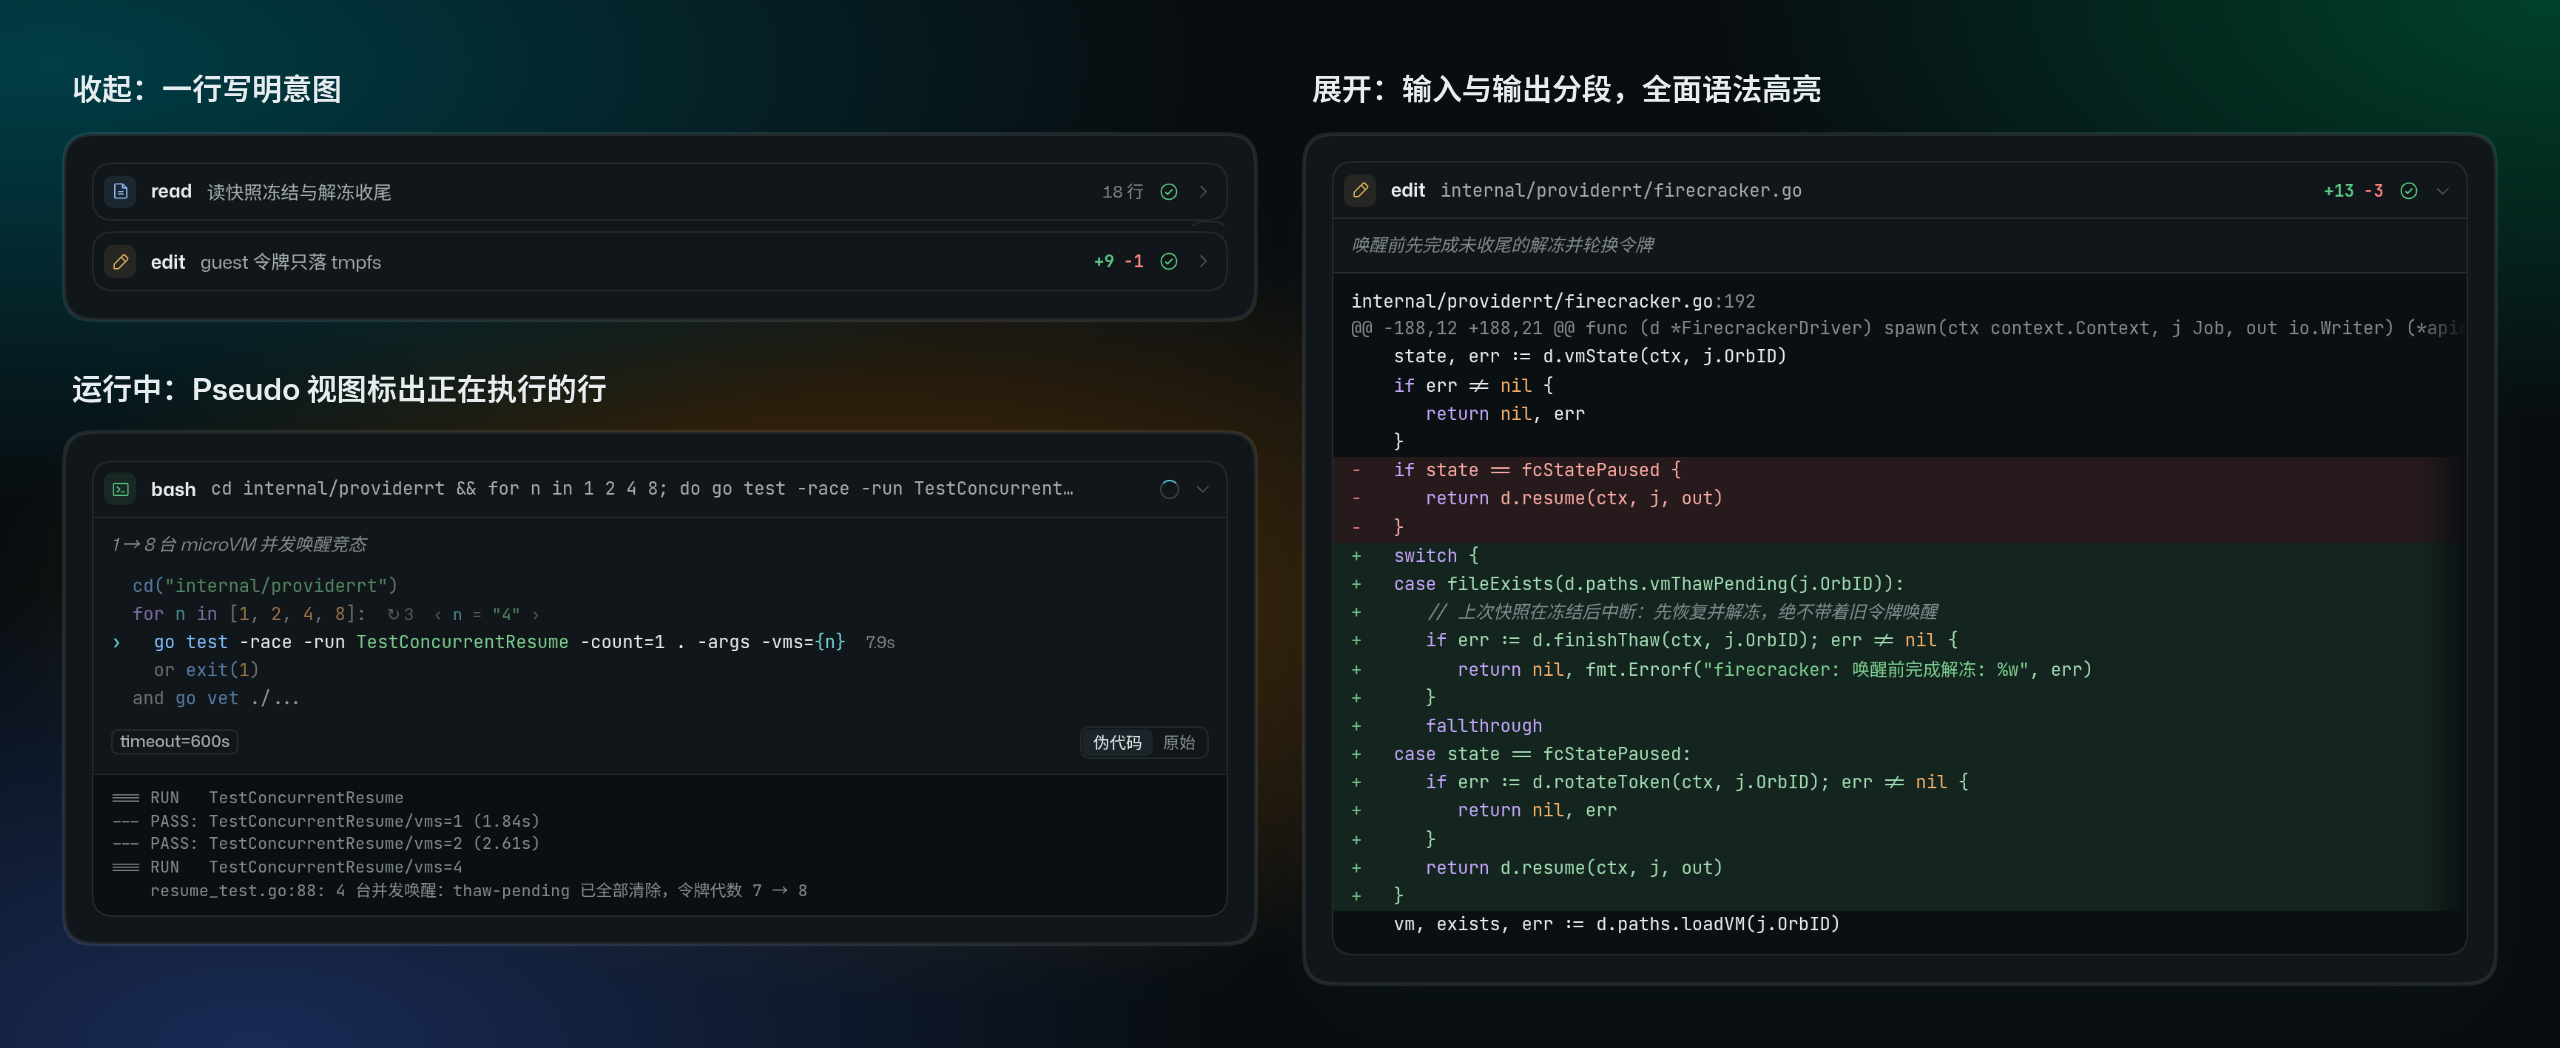 收起：一行写明意图
read 读快照冻结与解冻收尾 18 行
edit guest 令牌只落 tmpfs +9 -1
运行中：Pseudo 视图标出正在执行的行
bash cd internal/providerrt && for n in 1 2 4 8; do go test -race -run TestConcurrent…
1 → 8 台 microVM 并发唤醒竞态
cd("internal/providerrt")
for n in [1, 2, 4, 8]: ↻3 ‹ n = "4" ›
› go test -race -run TestConcurrentResume -count=1 . -args -vms={n} 79s
or exit(1)
and go vet ./...
timeout=600s 伪代码 原始
=== RUN TestConcurrentResume
--- PASS: TestConcurrentResume/vms=1 (1.84s)
--- PASS: TestConcurrentResume/vms=2 (2.61s)
=== RUN TestConcurrentResume/vms=4
resume_test.go:88: 4 台并发唤醒：thaw-pending 已全部清除，令牌代数 7 → 8
展开：输入与输出分段，全面语法高亮
edit internal/providerrt/firecracker.go +13 -3
唤醒前先完成未收尾的解冻并轮换令牌
internal/providerrt/firecracker.go:192
@@ -188,12 +188,21 @@ func (d *FirecrackerDriver) spawn(ctx context.Context, j Job, out io.Writer) (*api
state, err := d.vmState(ctx, j.OrbID)
if err != nil {
return nil, err
}
- if state == fcStatePaused {
- return d.resume(ctx, j, out)
- }
+ switch {
+ case fileExists(d.paths.vmThawPending(j.OrbID)):
+ // 上次快照在冻结后中断：先恢复并解冻，绝不带着旧令牌唤醒
+ if err := d.finishThaw(ctx, j.OrbID); err != nil {
+ return nil, fmt.Errorf("firecracker: 唤醒前完成解冻: %w", err)
+ }
+ fallthrough
+ case state == fcStatePaused:
+ if err := d.rotateToken(ctx, j.OrbID); err != nil {
+ return nil, err
+ }
+ return d.resume(ctx, j, out)
+ }
vm, exists, err := d.paths.loadVM(j.OrbID)